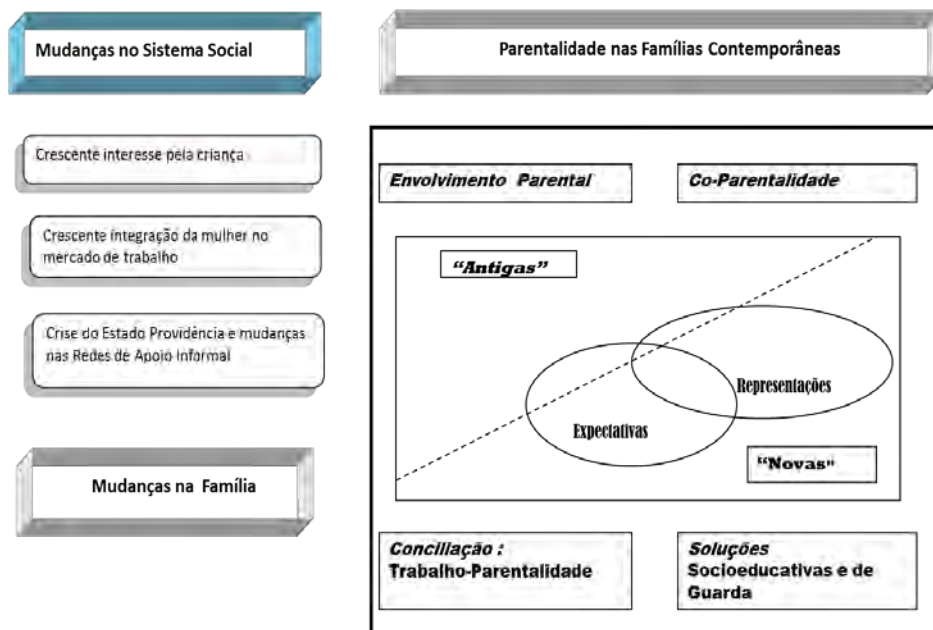 Mudanças no Sistema Social
Crescente interesse pela criança
Crescente integração da mulher no
mercado de trabalho
Crise do Estado Providência e mudanças
nas Redes de Apoio Informal
Mudanças na Família
Parentalidade nas Famílias Contemporâneas
Envolvimento Parental
Co-Parentalidade
“Antigas”
Representações
Expectativas
“Novas”
Conciliação :
Trabalho-Parentalidade
Soluções
Socioeducativas e de
Guarda